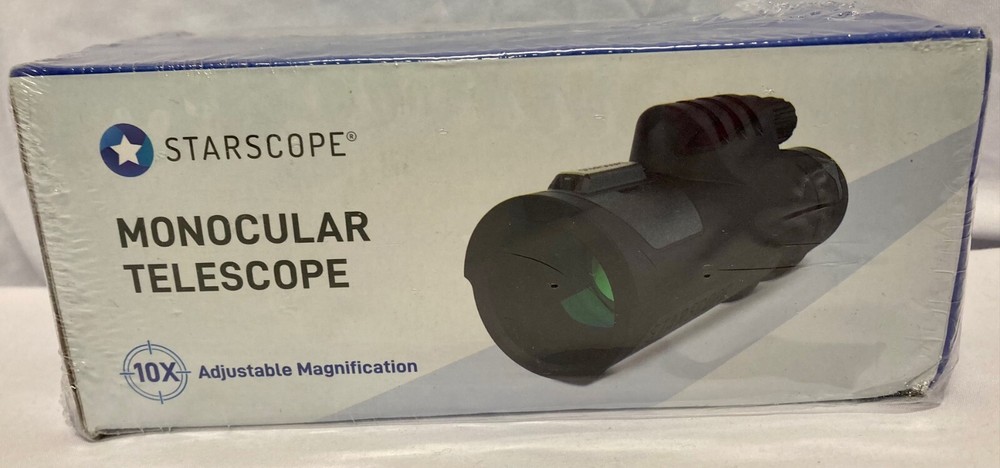 STARSCOPE®
MONOCULAR
TELESCOPE
10X
Adjustable Magnification